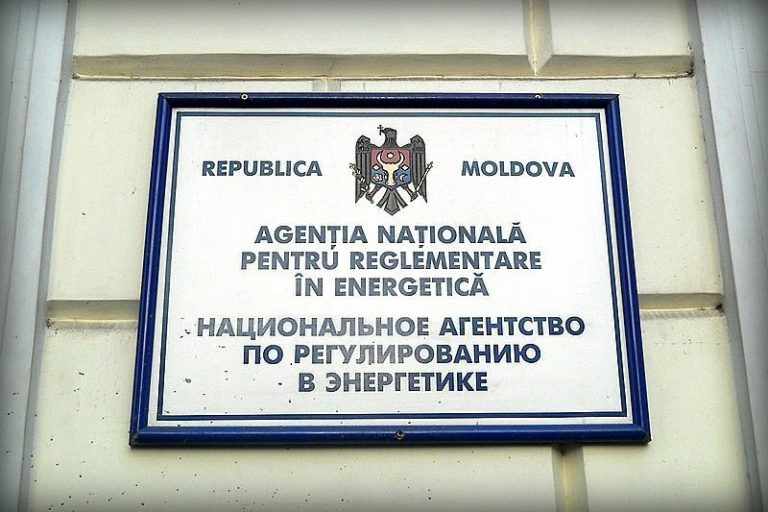 REPUBLICA MOLDOVA
AGENȚIA NAȚIONALĂ
PENTRU REGLEMENTARE
ÎN ENERGETICĂ
НАЦИОНАЛЬНОЕ АГЕНТСТВО
ПО РЕГУЛИРОВАНИЮ
В ЭНЕРГЕТИКЕ